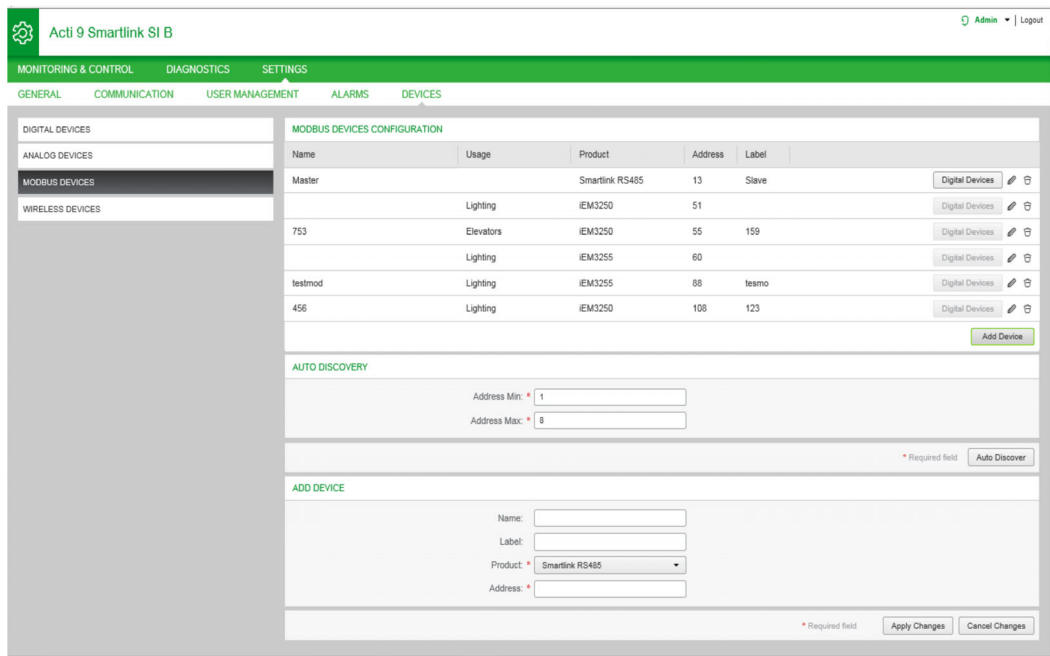 Acti 9 Smartlink SI B
Admin | Logout
MONITORING & CONTROL DIAGNOSTICS SETTINGS
GENERAL COMMUNICATION USER MANAGEMENT ALARMS DEVICES
DIGITAL DEVICES
ANALOG DEVICES
MODBUS DEVICES
WIRELESS DEVICES
MODBUS DEVICES CONFIGURATION
Name Usage Product Address Label
Master Smartlink RS485 13 Slave Digital Devices
Lighting iEM3250 51 Digital Devices
753 Elevators iEM3250 55 159 Digital Devices
Lighting iEM3255 60 Digital Devices
testmod Lighting iEM3255 88 tesmo Digital Devices
456 Lighting iEM3250 108 123 Digital Devices
Add Device
AUTO DISCOVERY
Address Min: * 1
Address Max: * 8
* Required field Auto Discover
ADD DEVICE
Name:
Label:
Product: * Smartlink RS485
Address: *
* Required field Apply Changes Cancel Changes